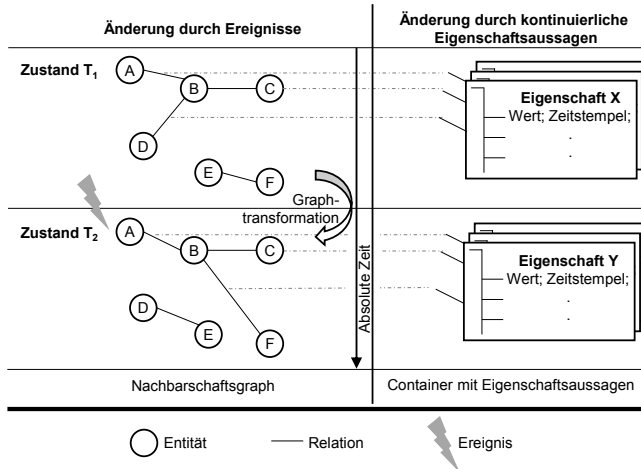 Änderung durch Ereignisse
Änderung durch kontinuierliche
Eigenschaftsaussagen
Zustand T1
A
B
C
D
E
F
Eigenschaft X
Wert; Zeitstempel;
.
.
Graph-
transformation
Zustand T2
A
B
C
D
E
F
Absolute Zeit
Eigenschaft Y
Wert; Zeitstempel;
.
.
Nachbarschaftsgraph
Container mit Eigenschaftsaussagen
Entität
Relation
Ereignis